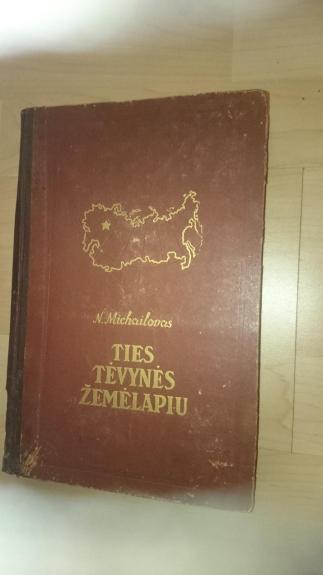 N. Michailovas
TIES
TĖVYNĖS
ŽEMĖLAPIU